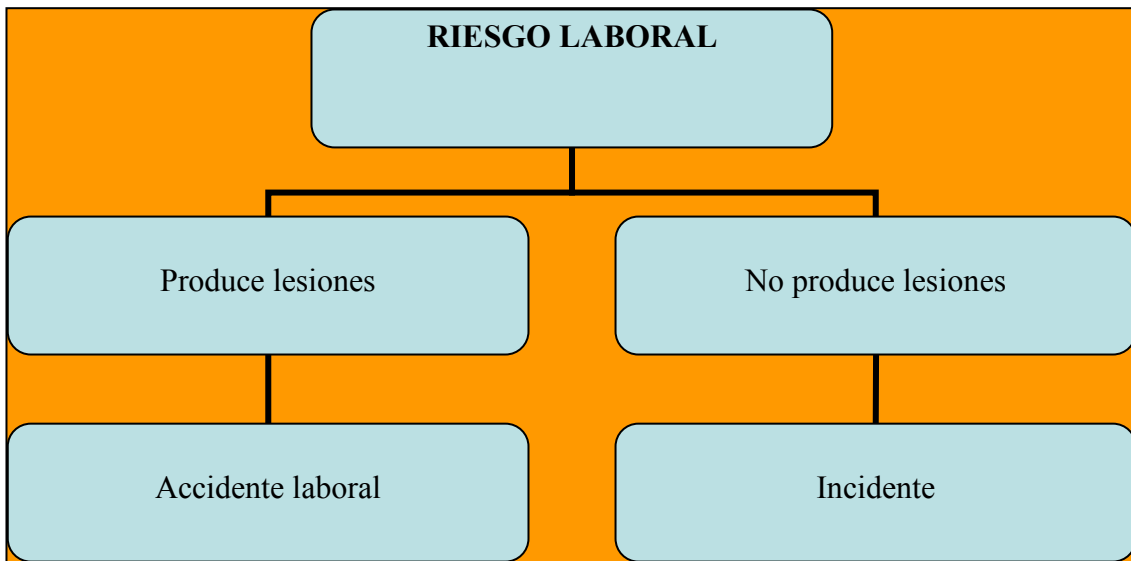 RIESGO LABORAL
Produce lesiones
No produce lesiones
Accidente laboral
Incidente